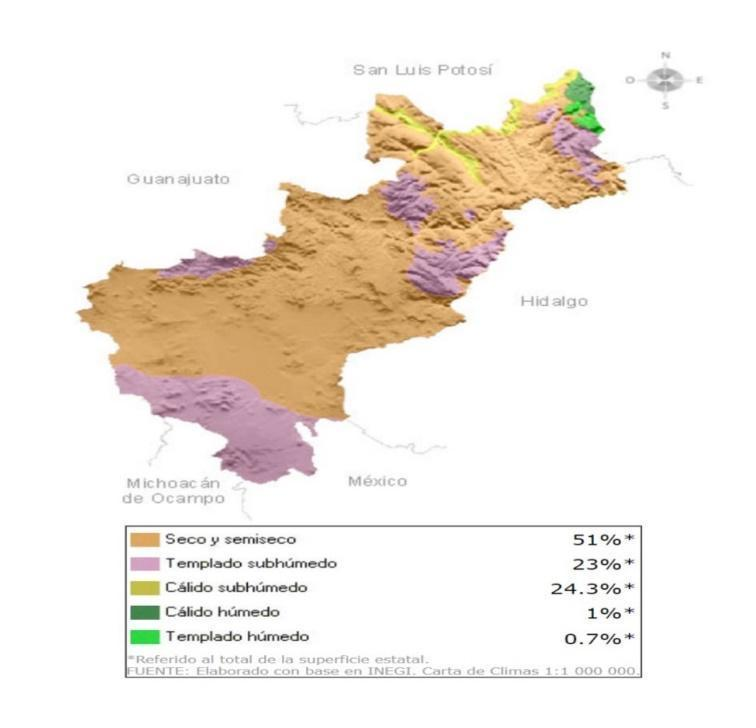 San Luis Potosí
N
O
E
S
Guanajuato
Hidalgo
Michoacán
de Ocampo
México
Seco y semiseco 51%*
Templado subhúmedo 23%*
Cálido subhúmedo 24.3%*
Cálido húmedo 1%*
Templado húmedo 0.7%*
*Referido al total de la superficie estatal.
FUENTE: Elaborado con base en INEGI. Carta de Climas 1:1 000 000.